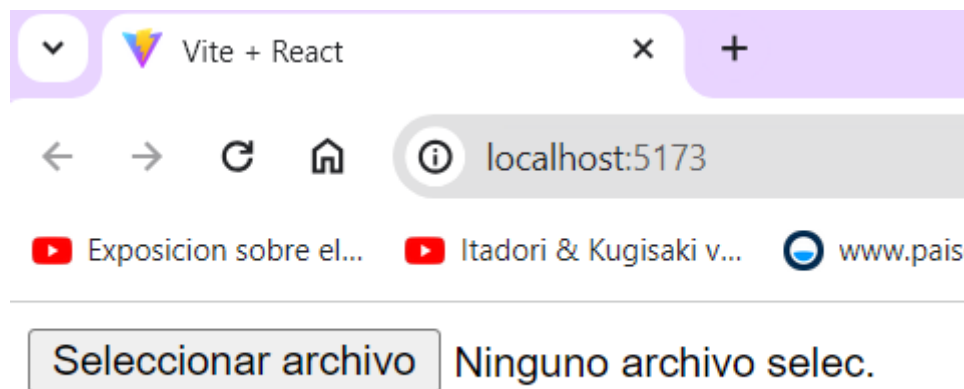 Vite + React
localhost:5173
Exposicion sobre el... Itadori & Kugisaki v... www.pais
Seleccionar archivo Ninguno archivo selec.